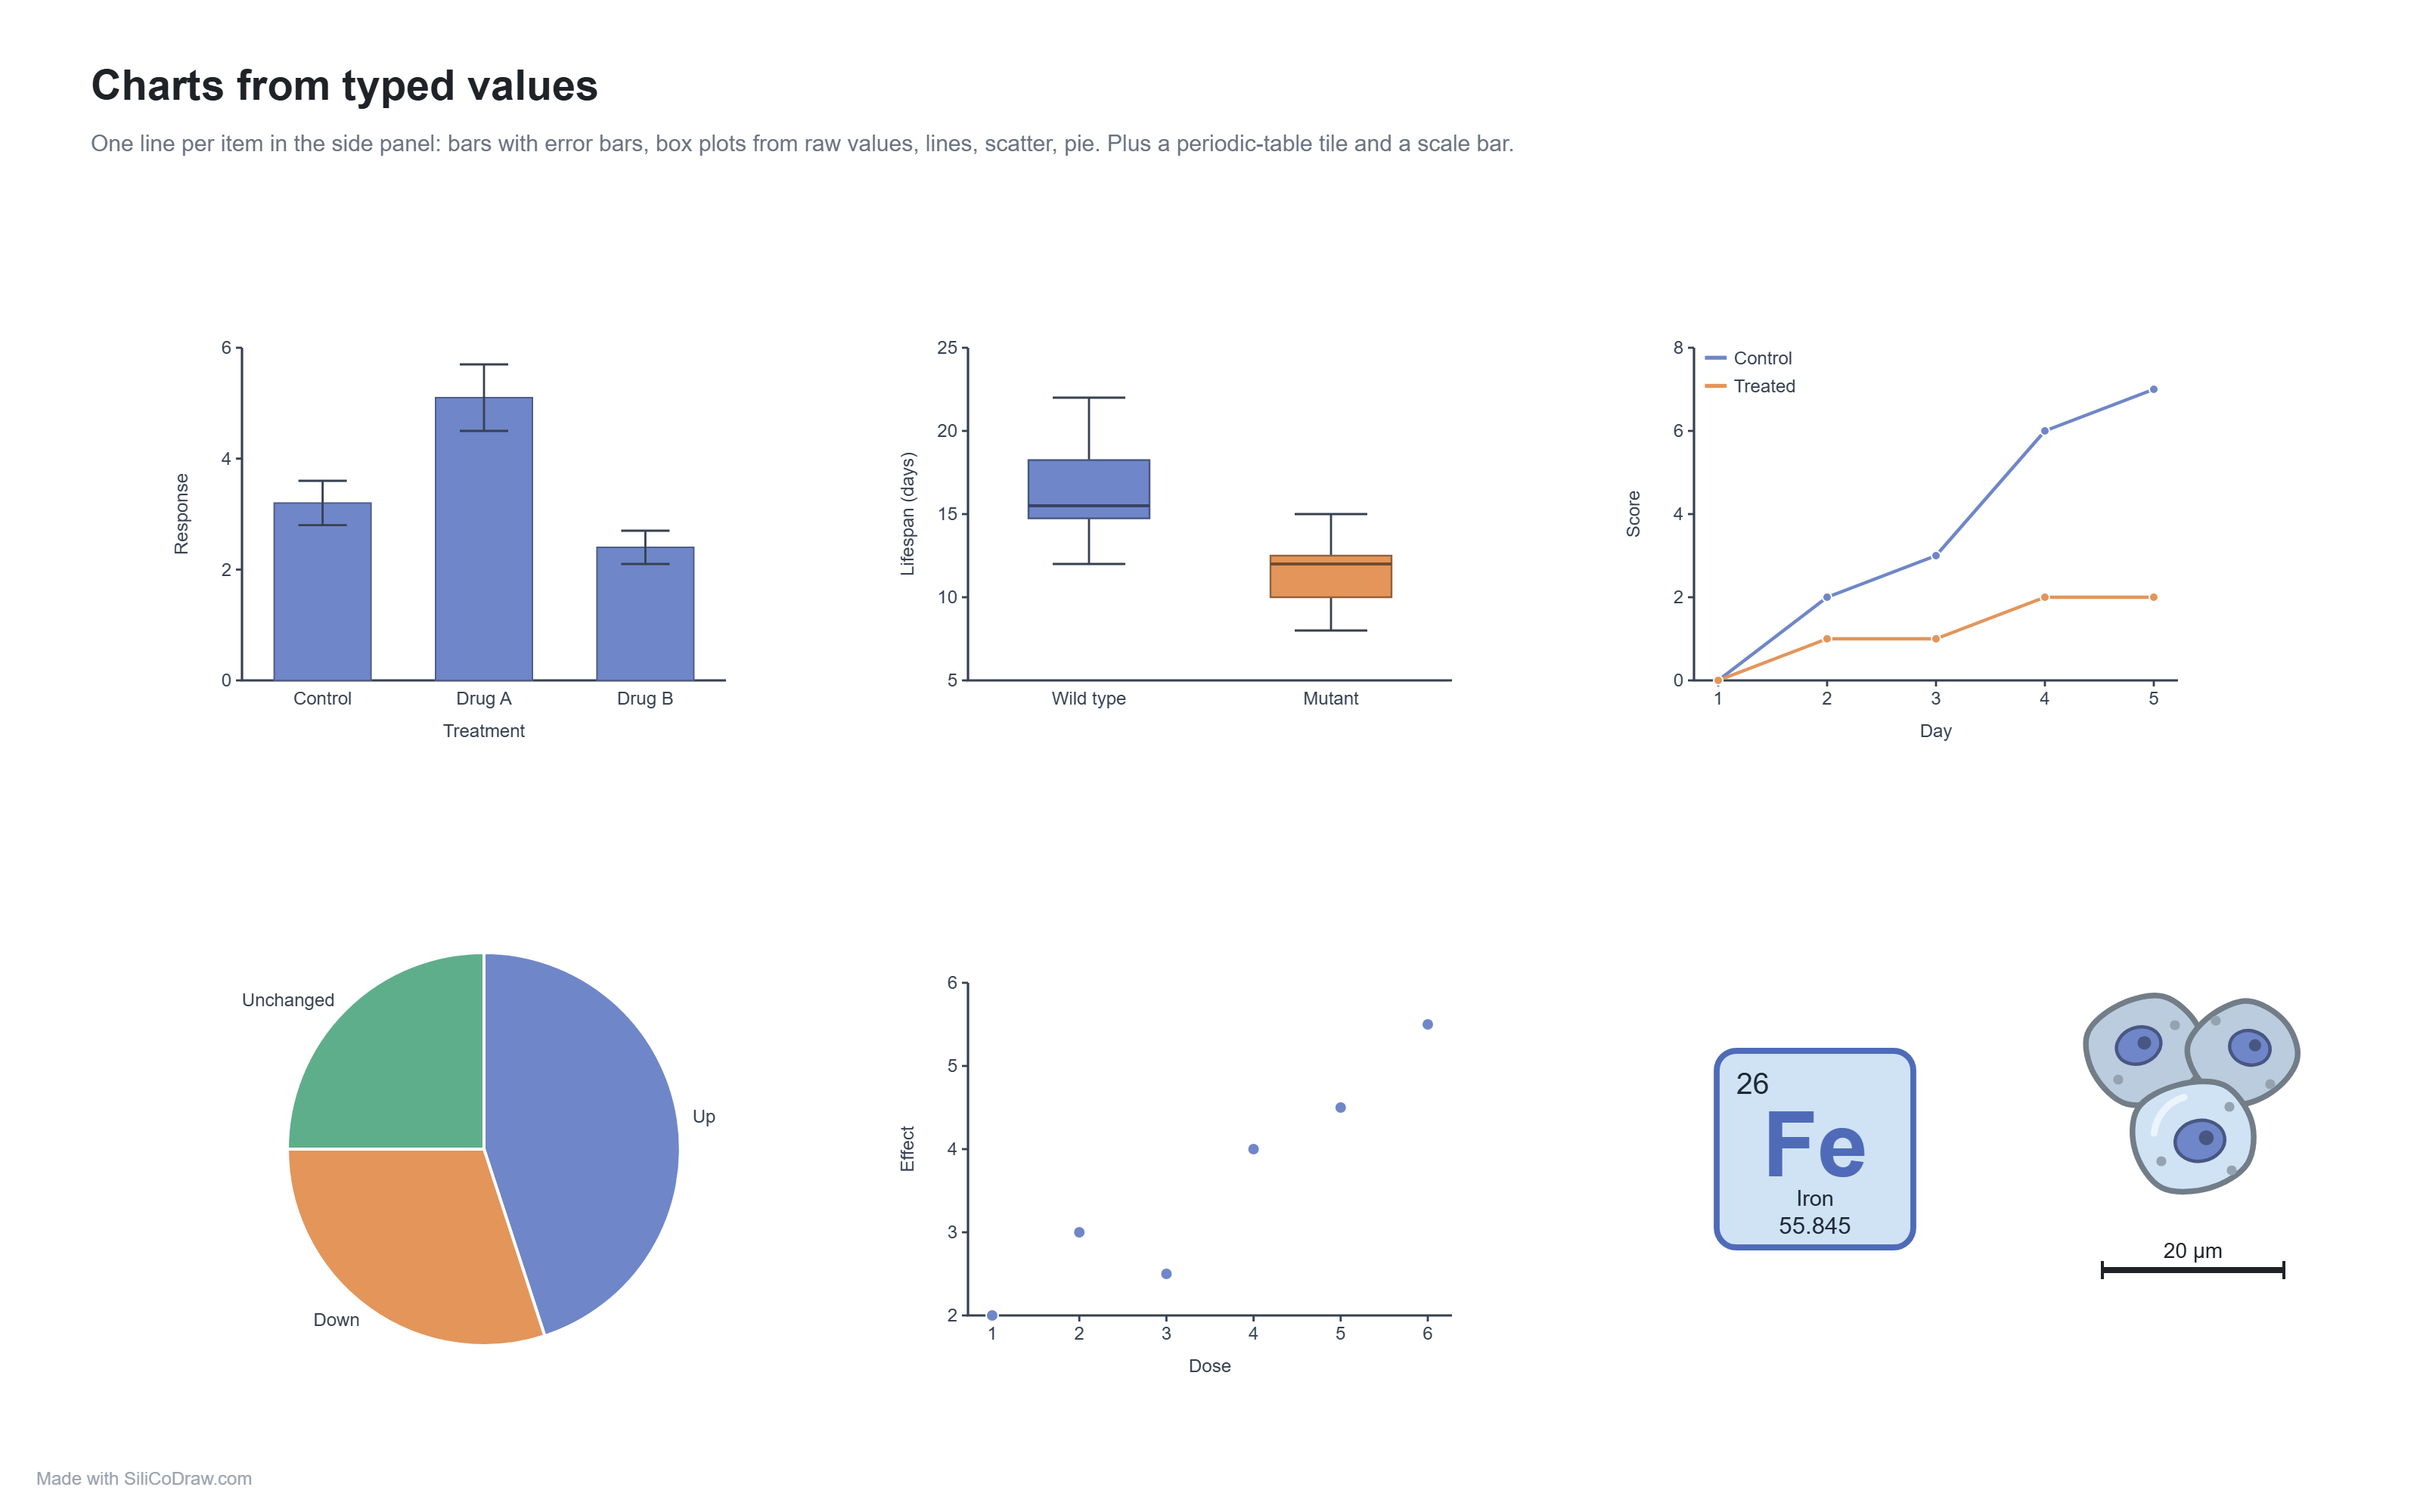 Charts from typed values
One line per item in the side panel: bars with error bars, box plots from raw values, lines, scatter, pie. Plus a periodic-table tile and a scale bar.
6
4
2
0
Response
Control
Drug A
Drug B
Treatment
25
20
15
10
5
Lifespan (days)
Wild type
Mutant
8
6
4
2
0
Score
Control
Treated
1
2
3
4
5
Day
Unchanged
Up
Down
6
5
4
3
2
Effect
1
2
3
4
5
6
Dose
26
Fe
Iron
55.845
20 µm
Made with SiliCoDraw.com